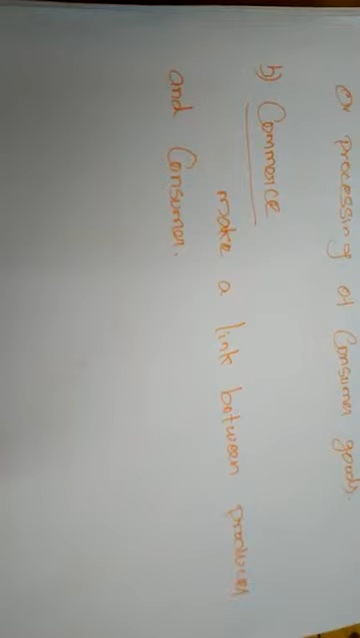 or processing of Consumer goods.
b) Commerce
make a link between producer
and Consumer.